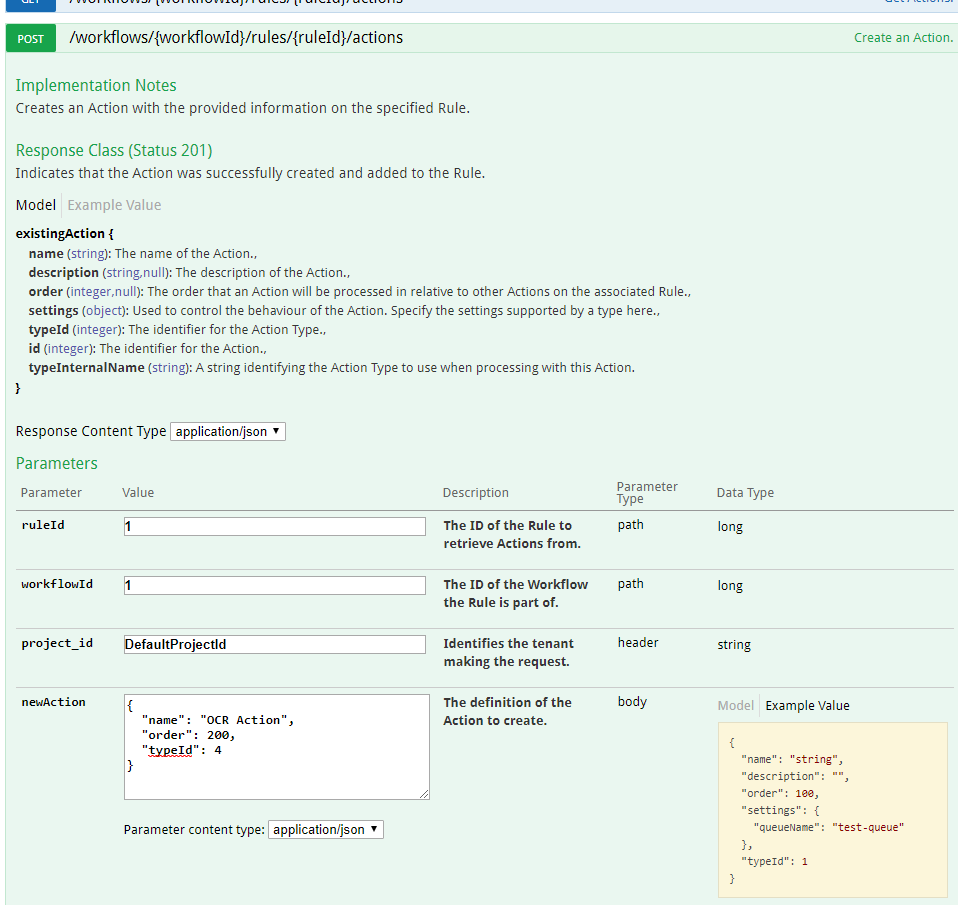 GET /workflows/{workflowId}/rules/{ruleId}/actions Get Actions.
POST /workflows/{workflowId}/rules/{ruleId}/actions Create an Action.
Implementation Notes
Creates an Action with the provided information on the specified Rule.
Response Class (Status 201)
Indicates that the Action was successfully created and added to the Rule.
Model Example Value
existingAction {
name (string): The name of the Action.,
description (string,null): The description of the Action.,
order (integer,null): The order that an Action will be processed in relative to other Actions on the associated Rule.,
settings (object): Used to control the behaviour of the Action. Specify the settings supported by a type here.,
typeId (integer): The identifier for the Action Type.,
id (integer): The identifier for the Action.,
typeInternalName (string): A string identifying the Action Type to use when processing with this Action.
}
Response Content Type application/json
Parameters
Parameter Value Description Parameter Type Data Type
ruleId 1 The ID of the Rule to path long
retrieve Actions from.
workflowId 1 The ID of the Workflow path long
the Rule is part of.
project_id DefaultProjectId Identifies the tenant header string
making the request.
newAction The definition of the body
Action to create.
{
"name": "OCR Action",
"order": 200,
"typeId": 4
}
Parameter content type: application/json
Model Example Value
{
"name": "string",
"description": "",
"order": 100,
"settings": {
"queueName": "test-queue"
},
"typeId": 1
}